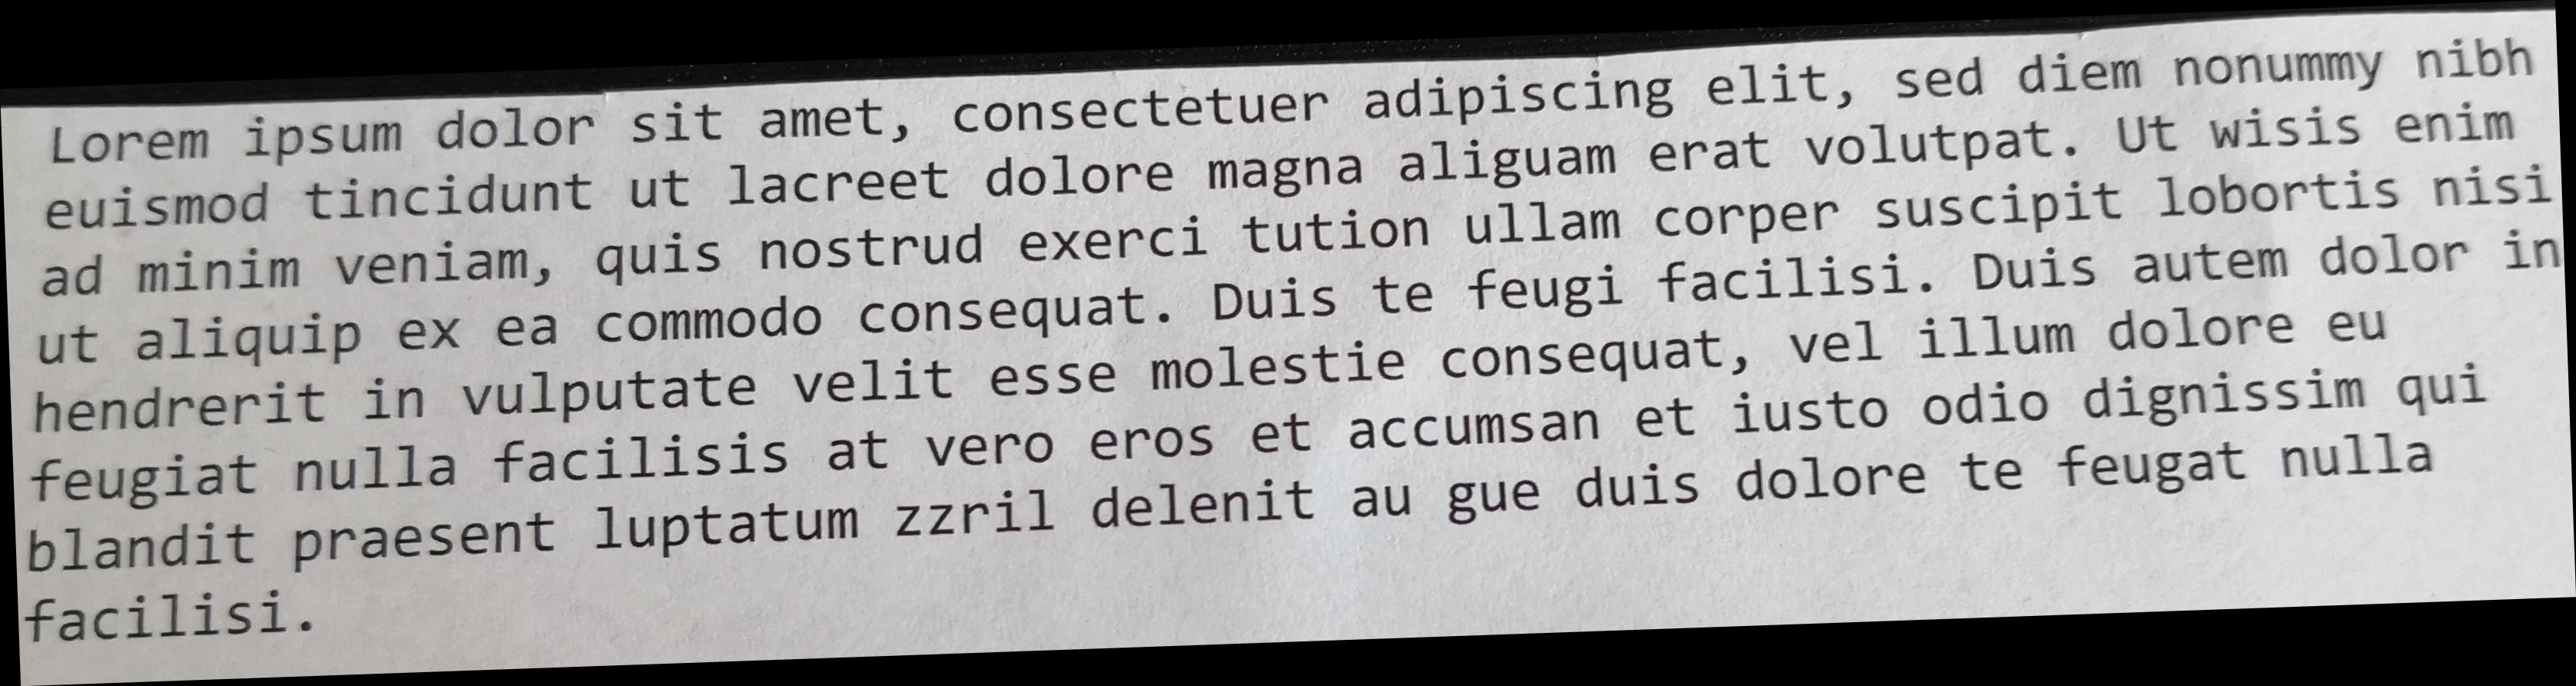 Lorem ipsum dolor sit amet, consectetuer adipiscing elit, sed diem nonummy nibh
euismod tincidunt ut lacreet dolore magna aliguam erat volutpat. Ut wisis enim
ad minim veniam, quis nostrud exerci tution ullam corper suscipit lobortis nisi
ut aliquip ex ea commodo consequat. Duis te feugi facilisi. Duis autem dolor in
hendrerit in vulputate velit esse molestie consequat, vel illum dolore eu
feugiat nulla facilisis at vero eros et accumsan et iusto odio dignissim qui
blandit praesent luptatum zzril delenit au gue duis dolore te feugat nulla
facilisi.